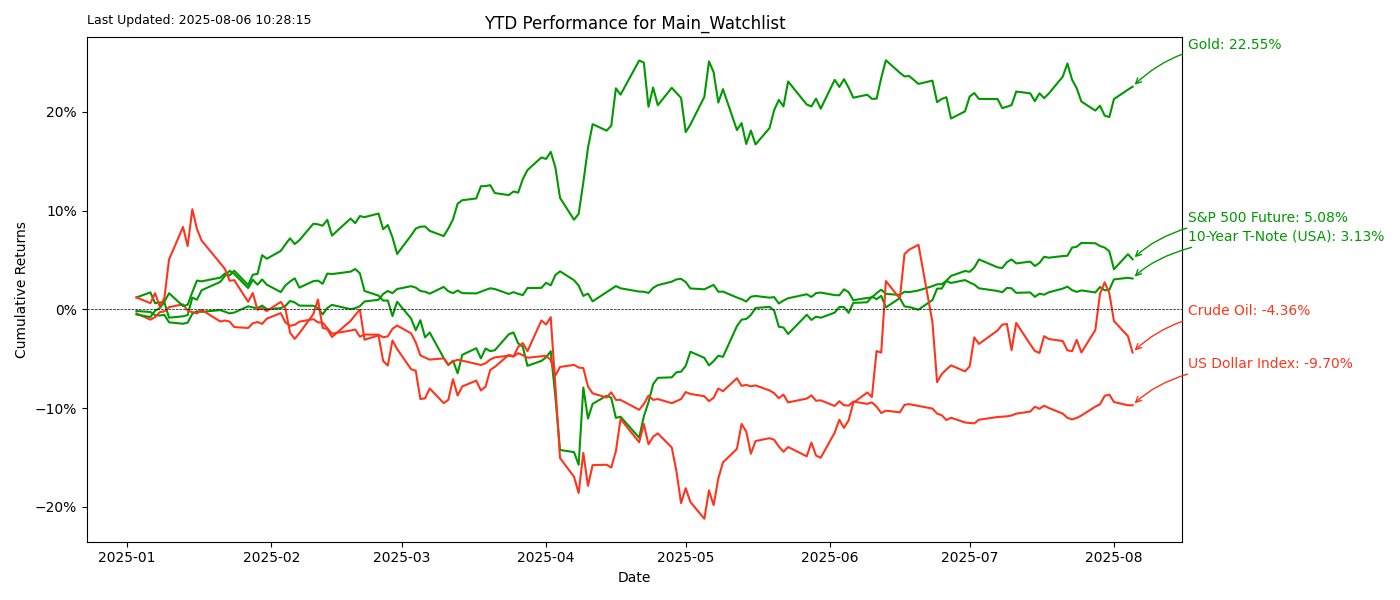 Last Updated: 2025-08-06 10:28:15
YTD Performance for Main_Watchlist
Gold: 22.55%
S&P 500 Future: 5.08%
10-Year T-Note (USA): 3.13%
Crude Oil: -4.36%
US Dollar Index: -9.70%
Cumulative Returns
20%
10%
0%
−10%
−20%
2025-01
2025-02
2025-03
2025-04
2025-05
2025-06
2025-07
2025-08
Date